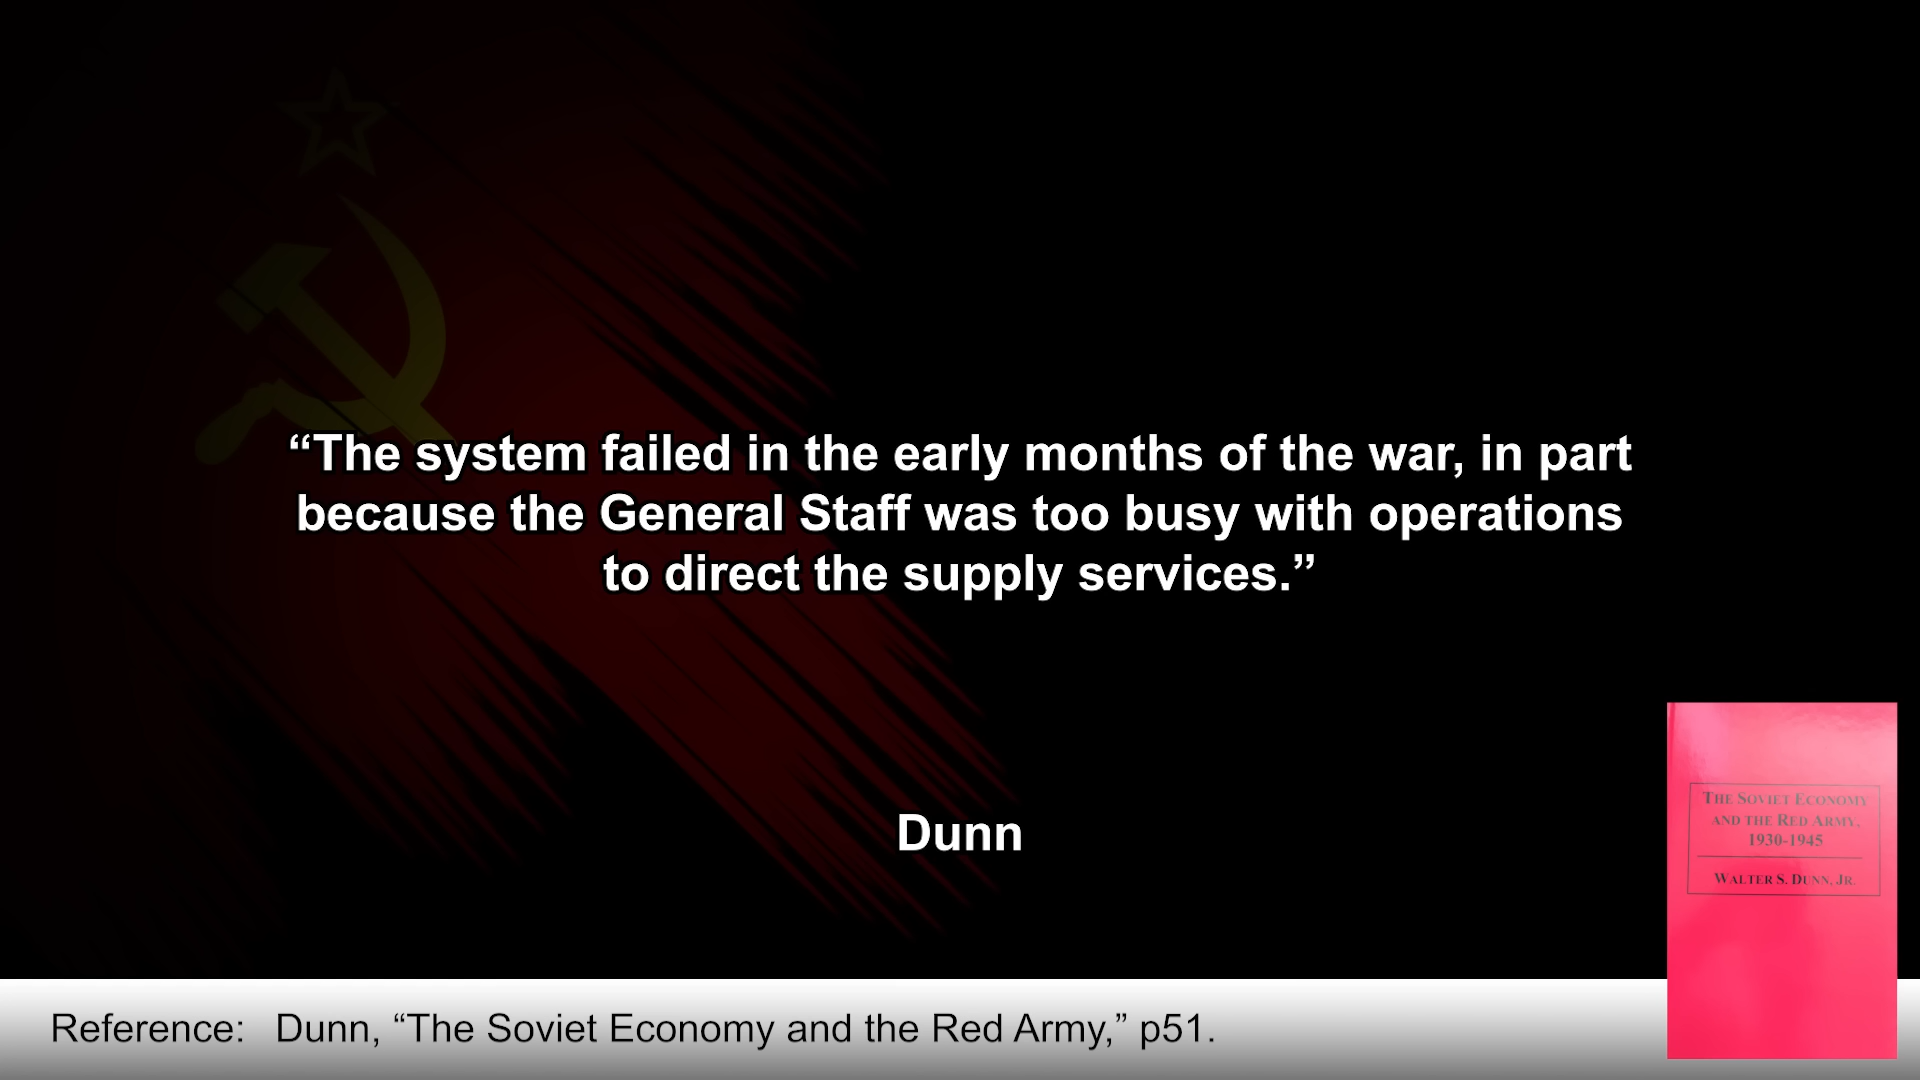 “The system failed in the early months of the war, in part
because the General Staff was too busy with operations
to direct the supply services.”
Dunn
THE SOVIET ECONOMY
AND THE RED ARMY,
1930-1945
WALTER S. DUNN, JR.
Reference: Dunn, “The Soviet Economy and the Red Army,” p51.